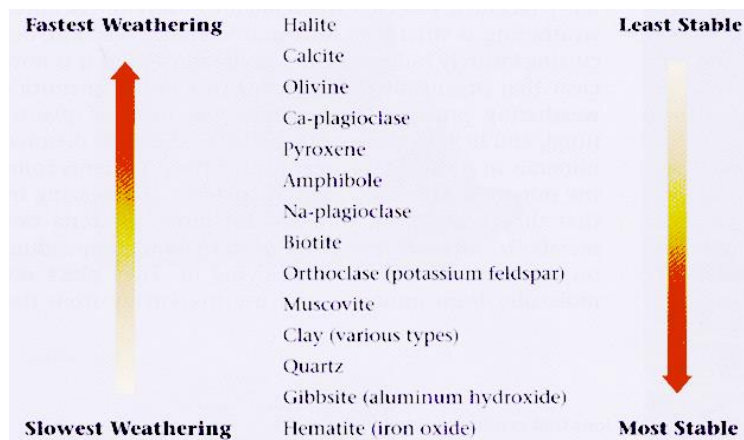 Fastest Weathering Halite Least Stable
Calcite
Olivine
Ca-plagioclase
Pyroxene
Amphibole
Na-plagioclase
Biotite
Orthoclase (potassium feldspar)
Muscovite
Clay (various types)
Quartz
Gibbsite (aluminum hydroxide)
Slowest Weathering Hematite (iron oxide) Most Stable